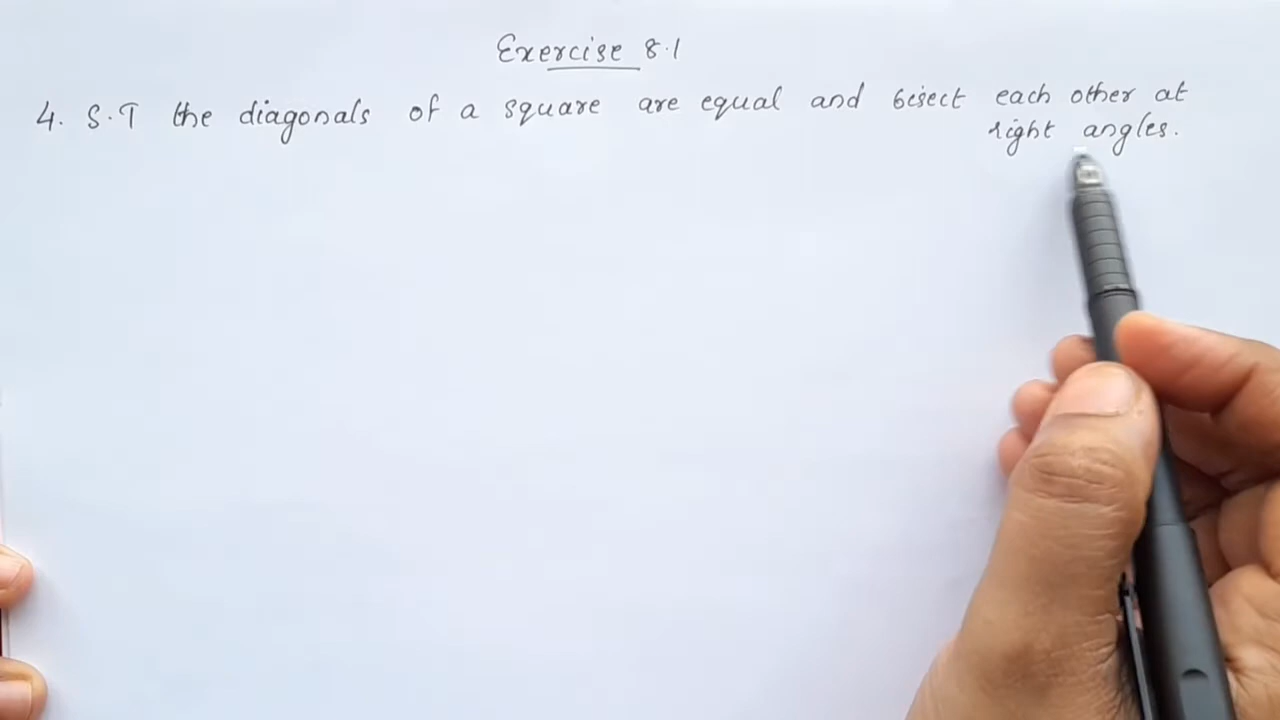 Exercise 8.1
4. S.T the diagonals of a square are equal and bisect each other at
right angles.